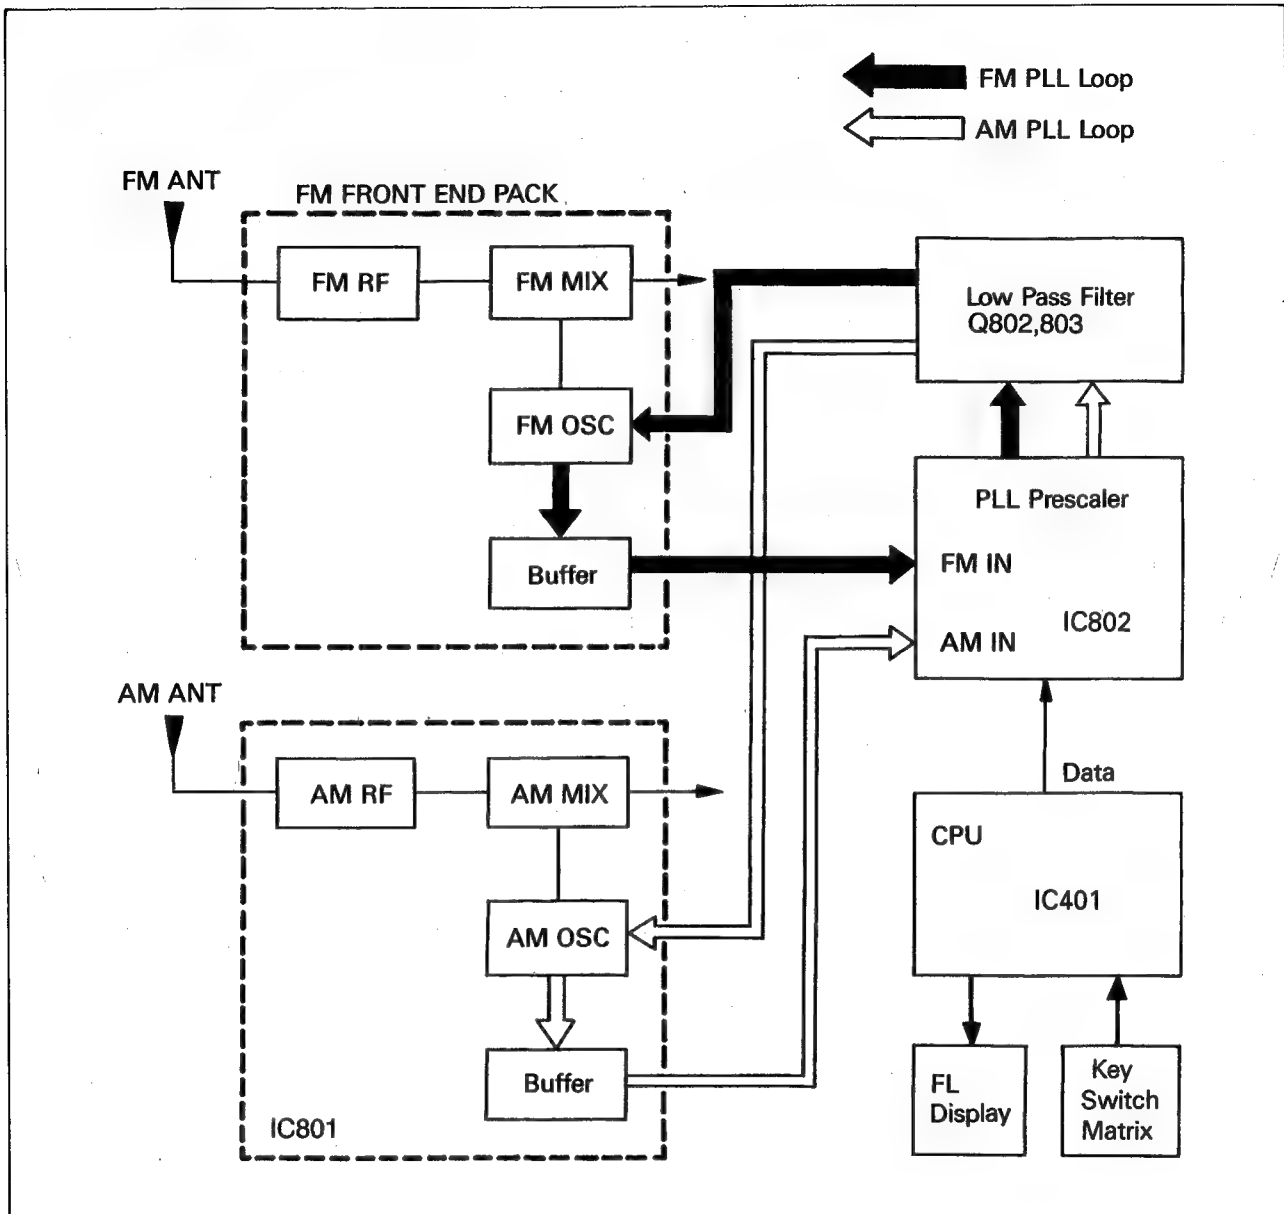 FM PLL Loop
AM PLL Loop
FM ANT
FM FRONT END PACK
FM RF
FM MIX
Low Pass Filter
Q802,803
FM OSC
PLL Prescaler
Buffer
FM IN
IC802
AM IN
AM ANT
Data
AM RF
AM MIX
CPU
IC401
AM OSC
Buffer
IC801
FL
Display
Key
Switch
Matrix